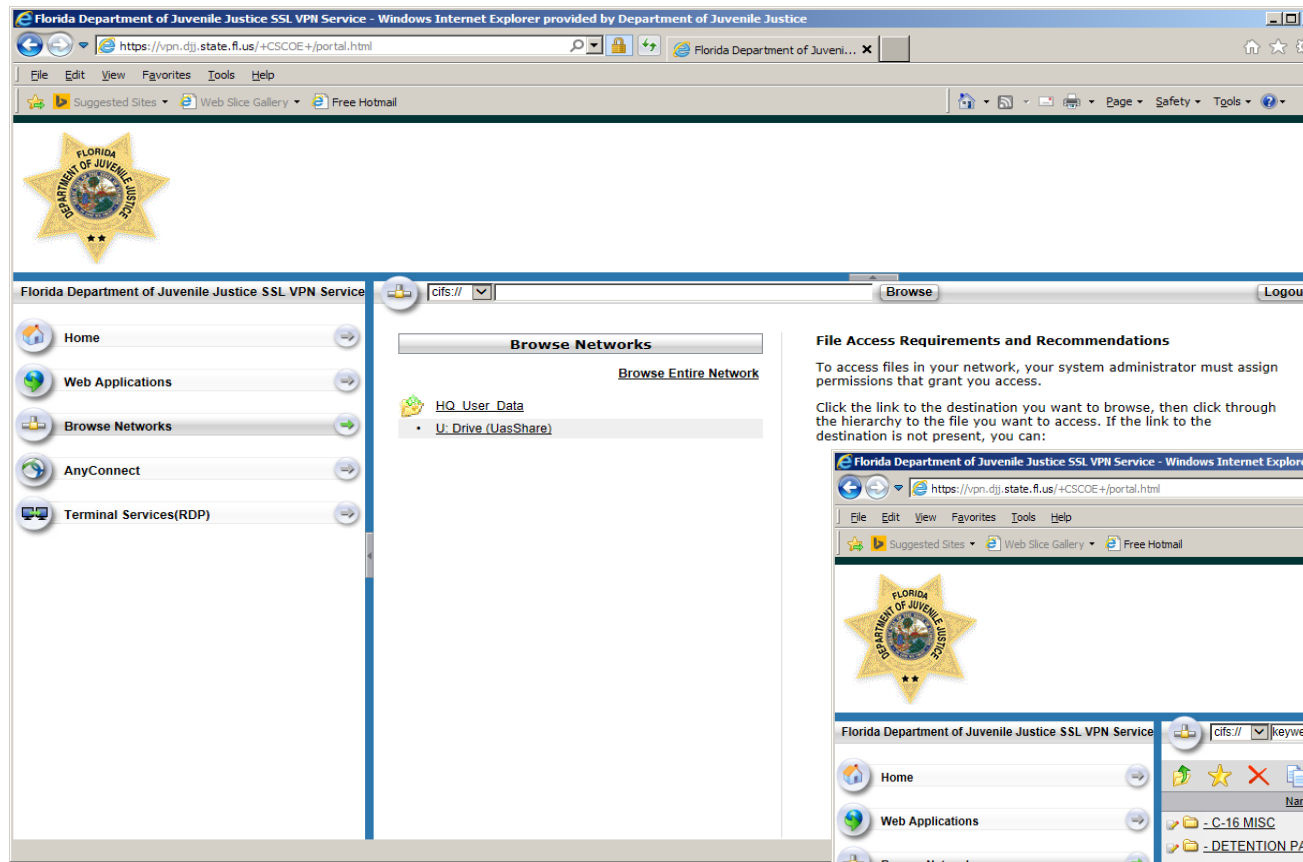 Florida Department of Juvenile Justice SSL VPN Service - Windows Internet Explorer provided by Department of Juvenile Justice
https://vpn.djj.state.fl.us/+CSCOE+/portal.html
Florida Department of Juveni...
File Edit View Favorites Tools Help
Suggested Sites Web Slice Gallery Free Hotmail
Page Safety Tools
FLORIDA
DEPARTMENT OF JUVENILE JUSTICE
Florida Department of Juvenile Justice SSL VPN Service
cifs:// Browse Logou
Home
Web Applications
Browse Networks
AnyConnect
Terminal Services(RDP)
Browse Networks
Browse Entire Network
HQ_User_Data
• U: Drive (UasShare)
File Access Requirements and Recommendations
To access files in your network, your system administrator must assign
permissions that grant you access.
Click the link to the destination you want to browse, then click through
the hierarchy to the file you want to access. If the link to the
destination is not present, you can:
Florida Department of Juvenile Justice SSL VPN Service - Windows Internet Explore
https://vpn.djj.state.fl.us/+CSCOE+/portal.html
File Edit View Favorites Tools Help
Suggested Sites Web Slice Gallery Free Hotmail
FLORIDA
DEPARTMENT OF JUVENILE JUSTICE
Florida Department of Juvenile Justice SSL VPN Service
cifs:// keywe
Home
Web Applications
Nar
- C-16 MISC
- DETENTION PA